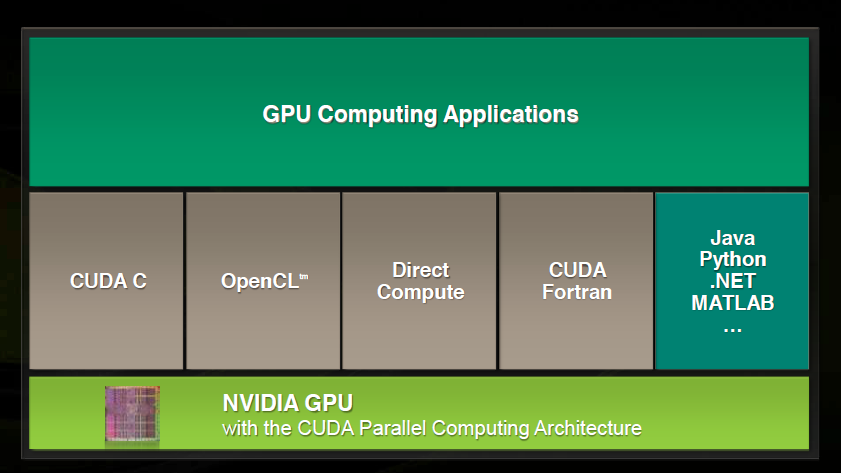 GPU Computing Applications
CUDA C
OpenCL™
Direct
Compute
CUDA
Fortran
Java
Python
.NET
MATLAB
...
NVIDIA GPU
with the CUDA Parallel Computing Architecture